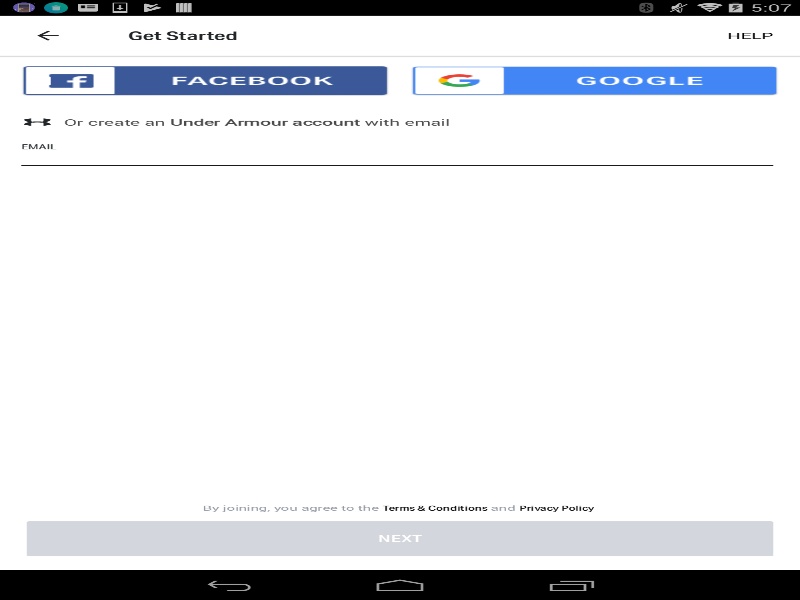 5:07
Get Started
HELP
FACEBOOK
GOOGLE
Or create an Under Armour account with email
EMAIL
By joining, you agree to the Terms & Conditions and Privacy Policy
NEXT